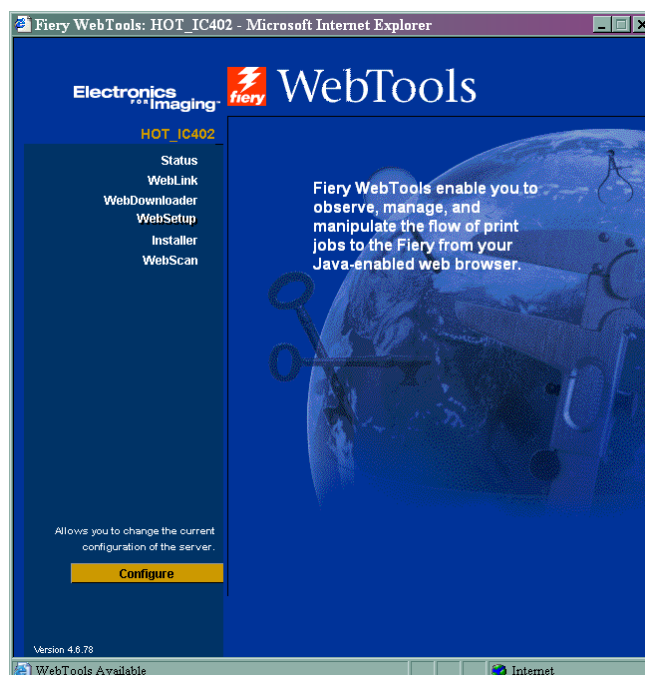 Fiery WebTools: HOT_IC402 - Microsoft Internet Explorer
Electronics
FOR Imaging™
fiery
WebTools
HOT_IC402
Status
WebLink
WebDownloader
WebSetup
Installer
WebScan
Fiery WebTools enable you to
observe, manage, and
manipulate the flow of print
jobs to the Fiery from your
Java-enabled web browser.
Allows you to change the current
configuration of the server.
Configure
Version 4.6.78
WebTools Available
Internet